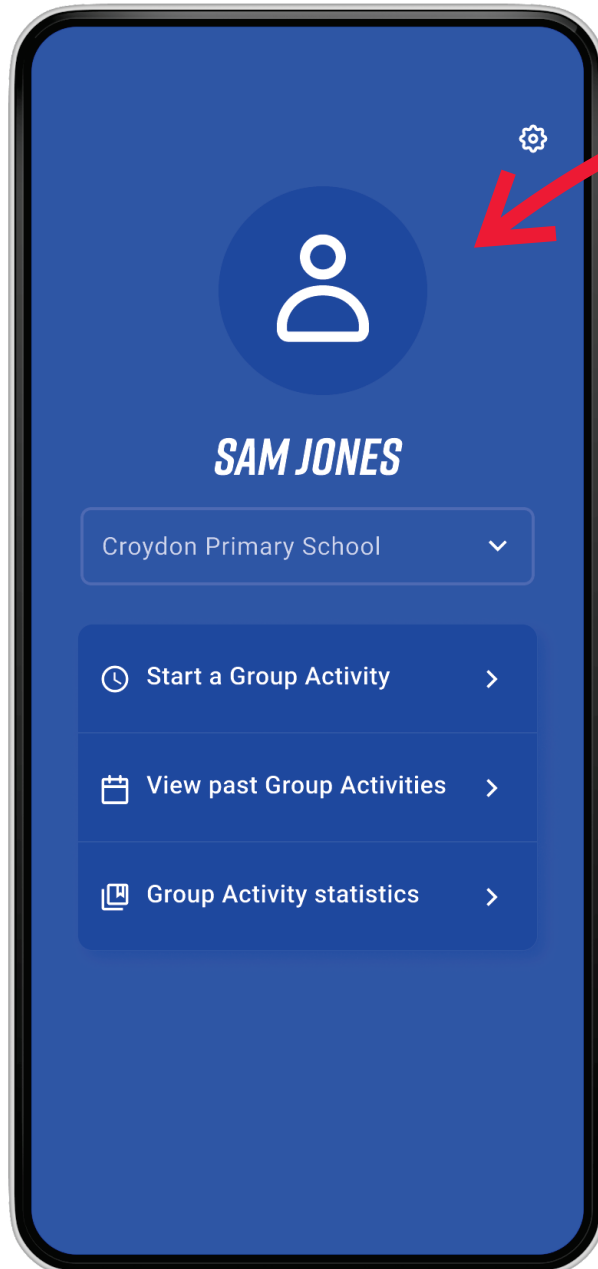 SAM JONES
Croydon Primary School
Start a Group Activity
View past Group Activities
Group Activity statistics